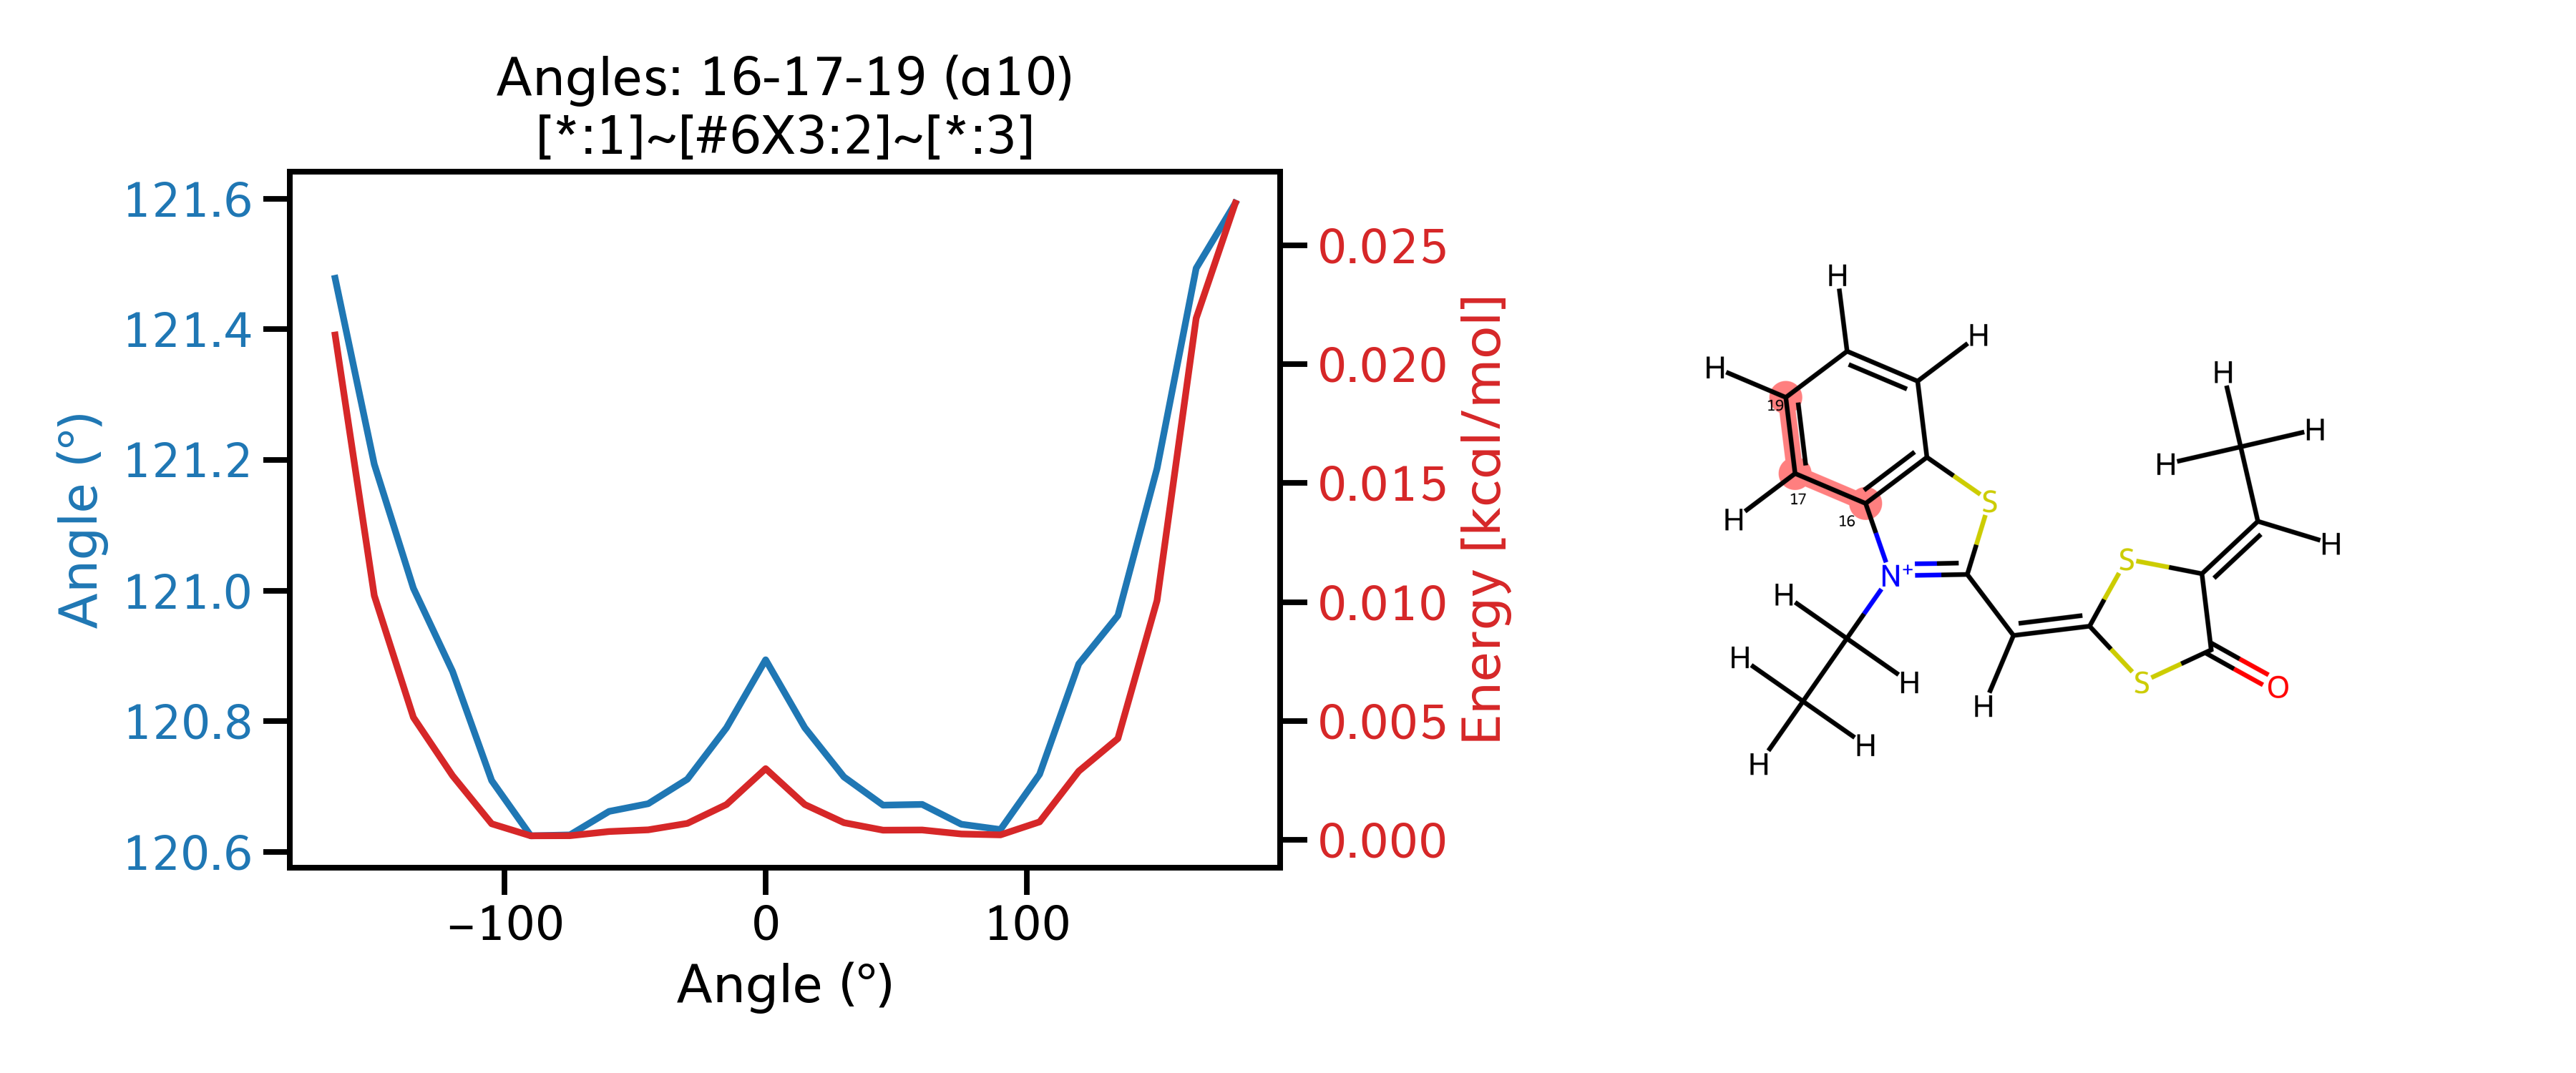 Angles: 16-17-19 (a10)
[*:1]~[#6X3:2]~[*:3]
121.6
121.4
121.2
121.0
120.8
120.6
Angle (°)
0.025
0.020
0.015
0.010
0.005
0.000
Energy [kcal/mol]
−100 0 100
Angle (°)
H
H
H
H
H
19
H
H
17
S
16
H
H
S
N+
H
H
H
S
O
H
H
H